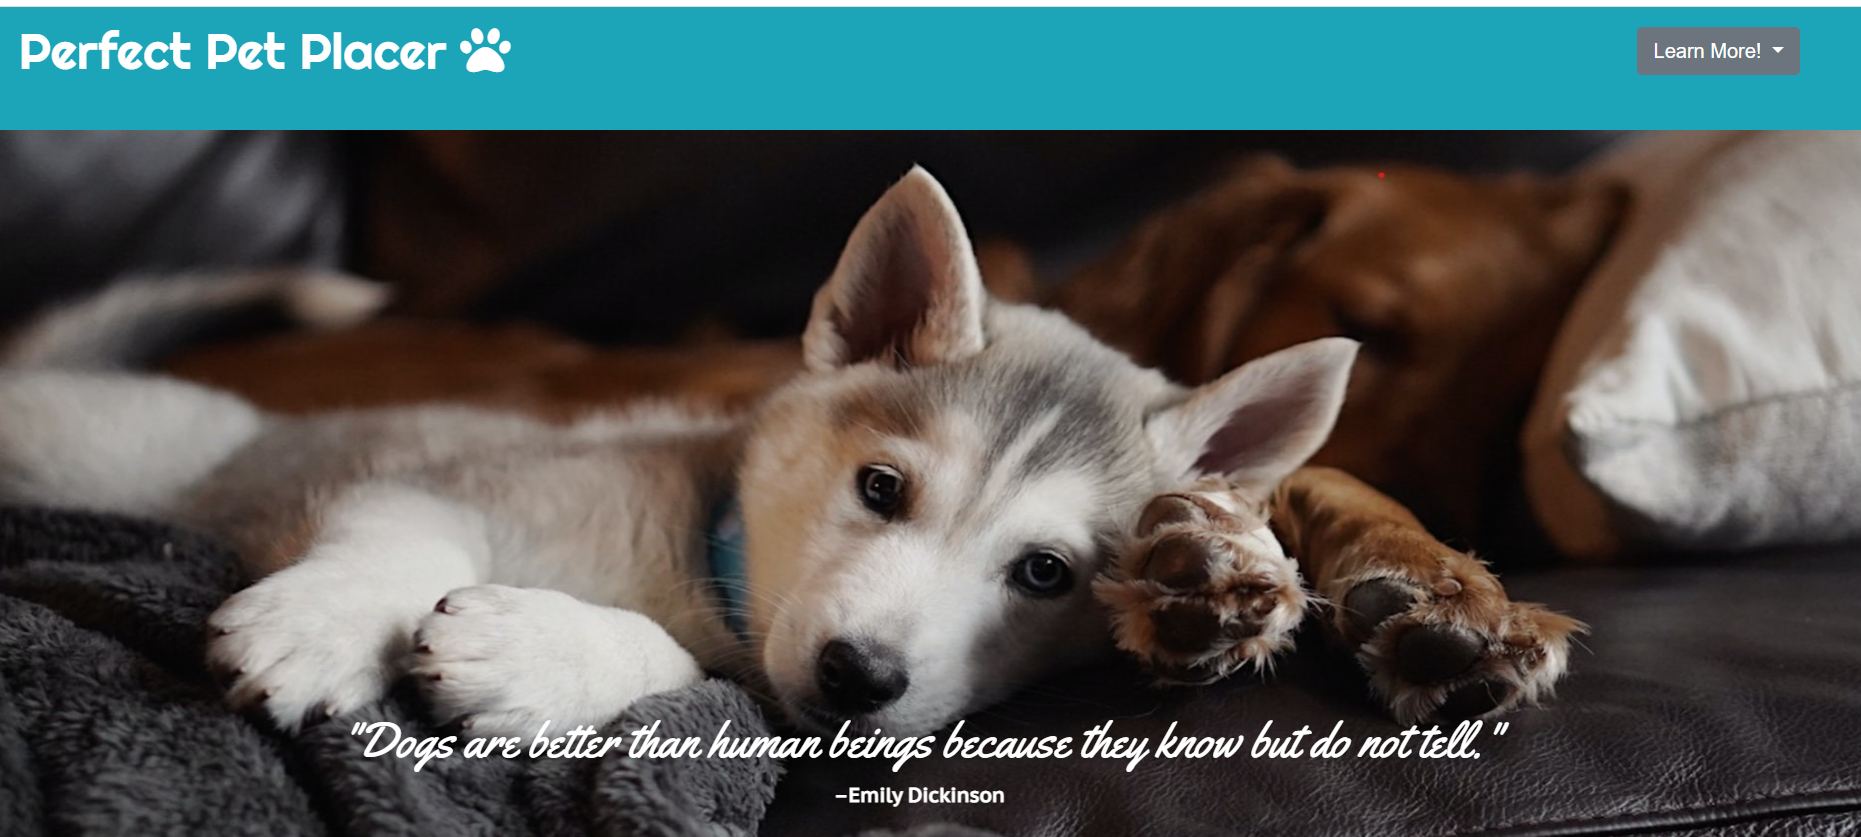 Perfect Pet Placer
Learn More!
"Dogs are better than human beings because they know but do not tell."
–Emily Dickinson